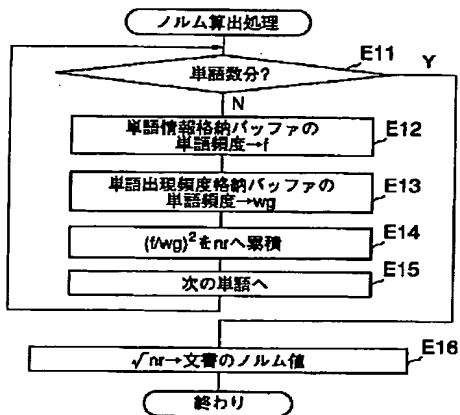 ノルム算出処理
E11
単語数分?
Y
N
単語情報格納バッファの
単語頻度→f
E12
単語出現頻度格納バッファの
単語頻度→wg
E13
(f/wg)²をnrへ累積
E14
次の単語へ
E15
√nr→文書のノルム値
E16
終わり